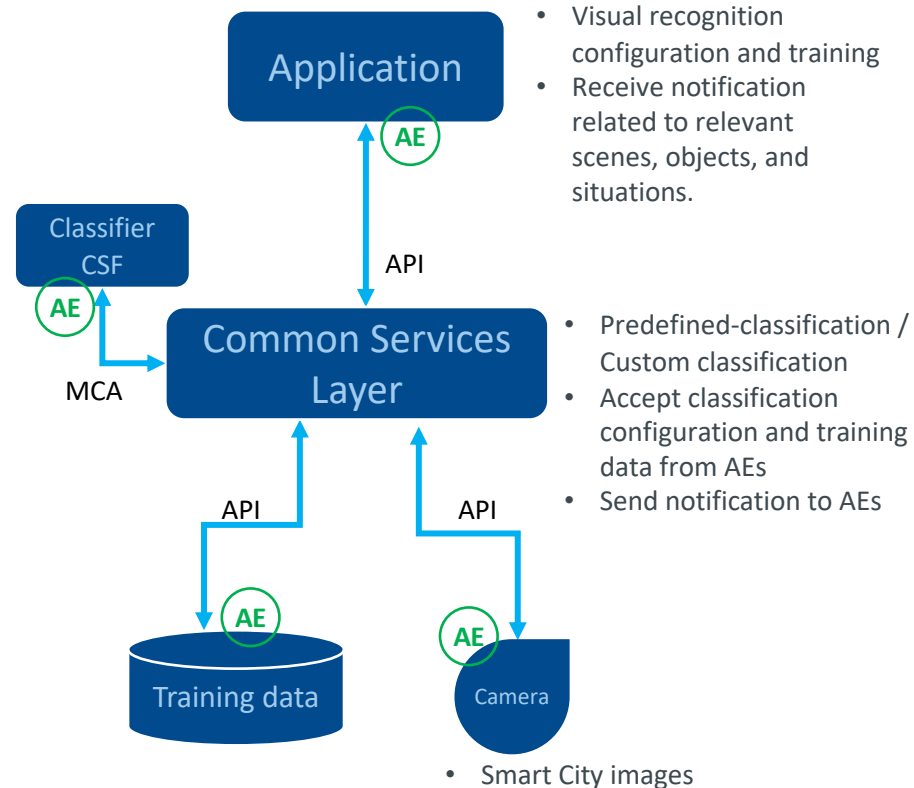 Application
AE
• Visual recognition
configuration and training
• Receive notification
related to relevant
scenes, objects, and
situations.
Classifier
CSF
AE
API
MCA
Common Services
Layer
• Predefined-classification /
Custom classification
• Accept classification
configuration and training
data from AEs
• Send notification to AEs
API
API
AE
Training data
AE
Camera
• Smart City images